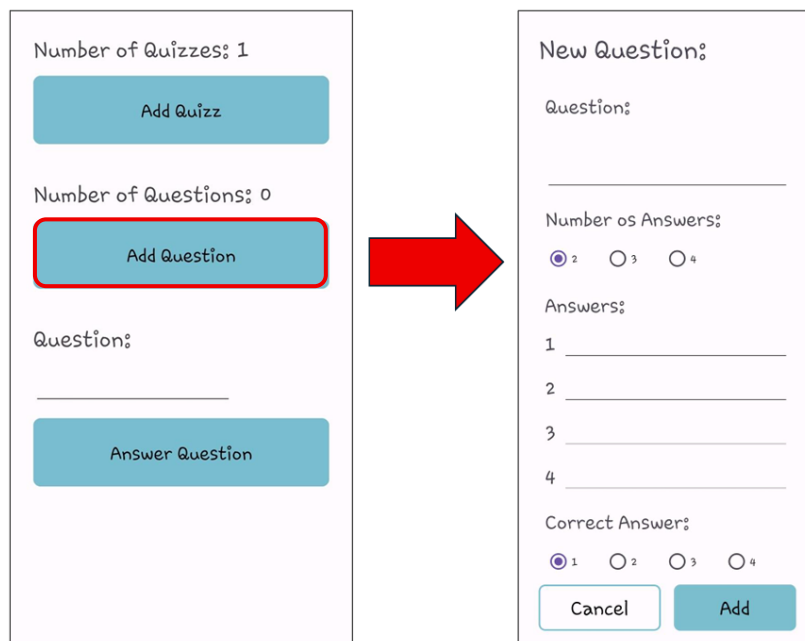 Number of Quizzes: 1
Add Quizz
Number of Questions: 0
Add Question
Question:
Answer Question
New Question:
Question:
Number os Answers:
2 3 4
Answers:
1
2
3
4
Correct Answer:
1 2 3 4
Cancel Add